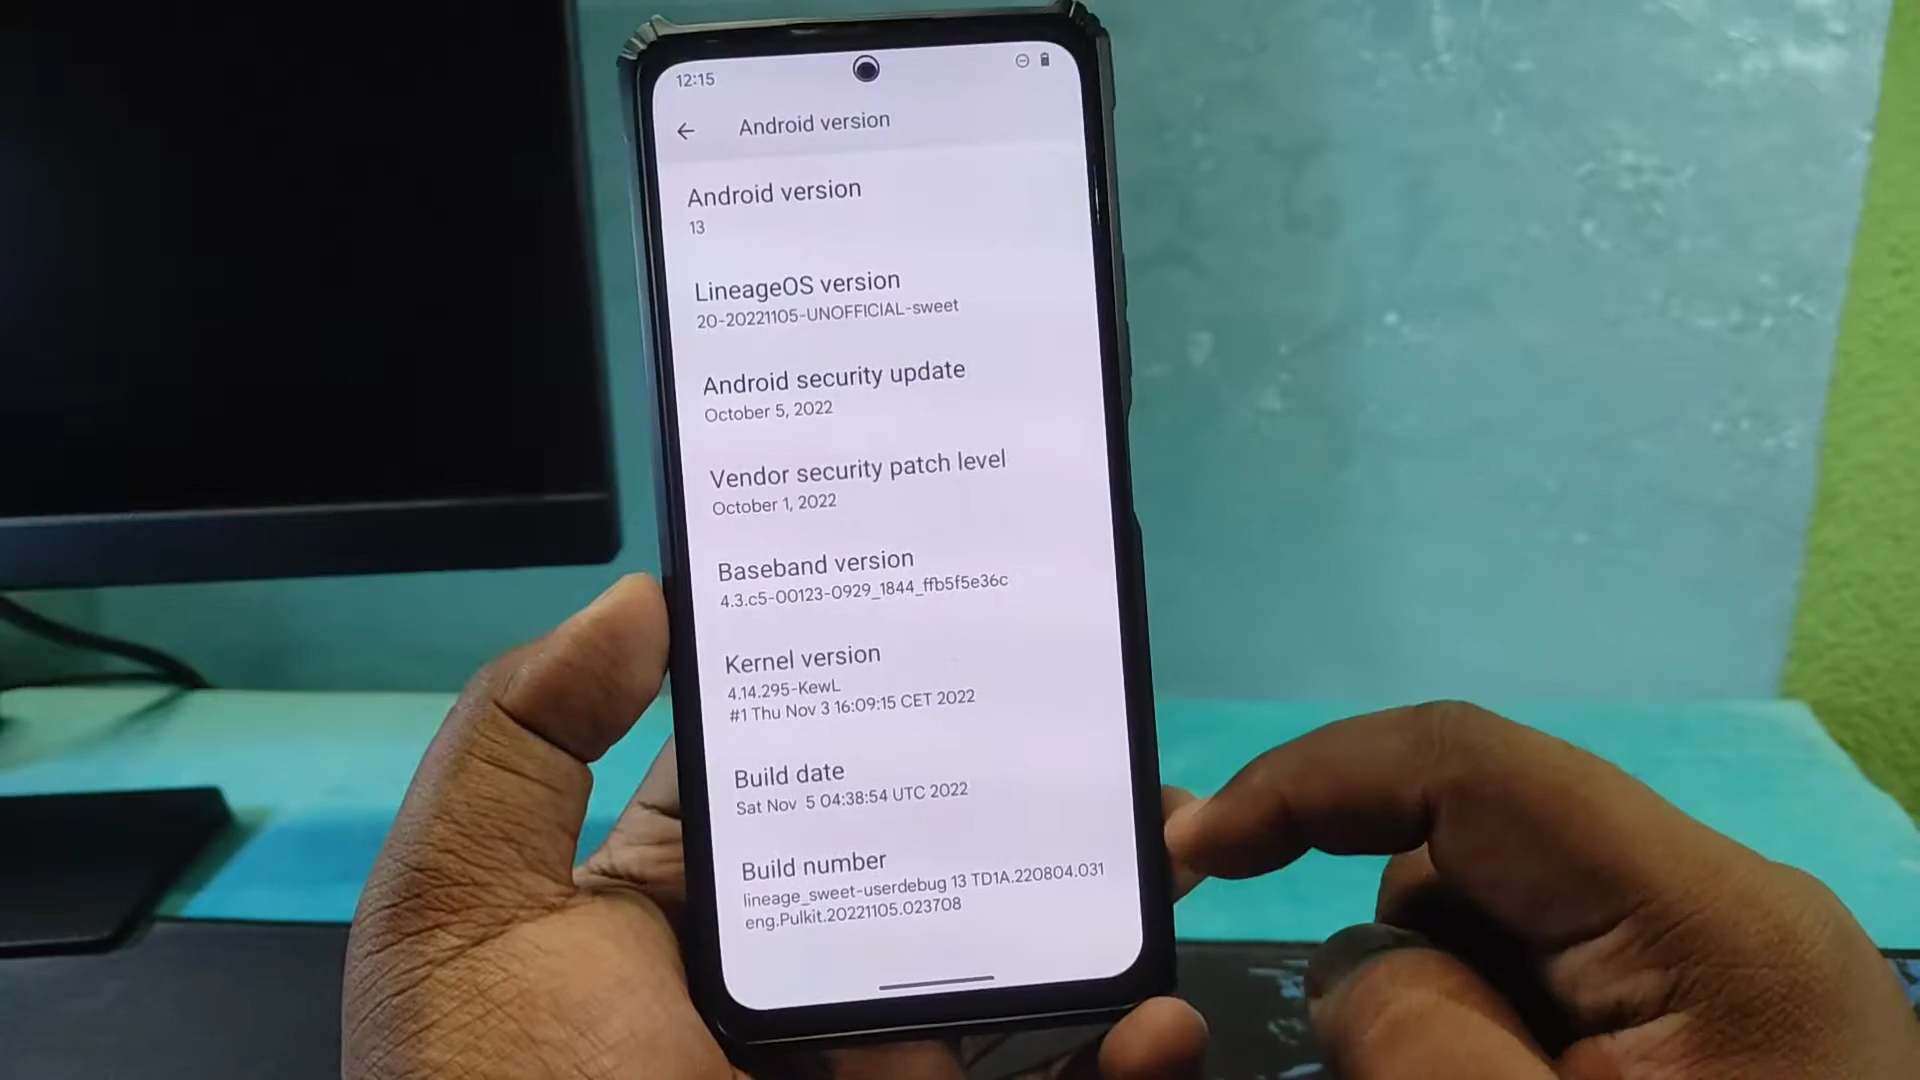 12:15
Android version
Android version
13
LineageOS version
20-20221105-UNOFFICIAL-sweet
Android security update
October 5, 2022
Vendor security patch level
October 1, 2022
Baseband version
4.3.c5-00123-0929_1844_ffb5f5e36c
Kernel version
4.14.295-KewL
#1 Thu Nov 3 16:09:15 CET 2022
Build date
Sat Nov  5 04:38:54 UTC 2022
Build number
lineage_sweet-userdebug 13 TD1A.220804.031
eng.Pulkit.20221105.023708